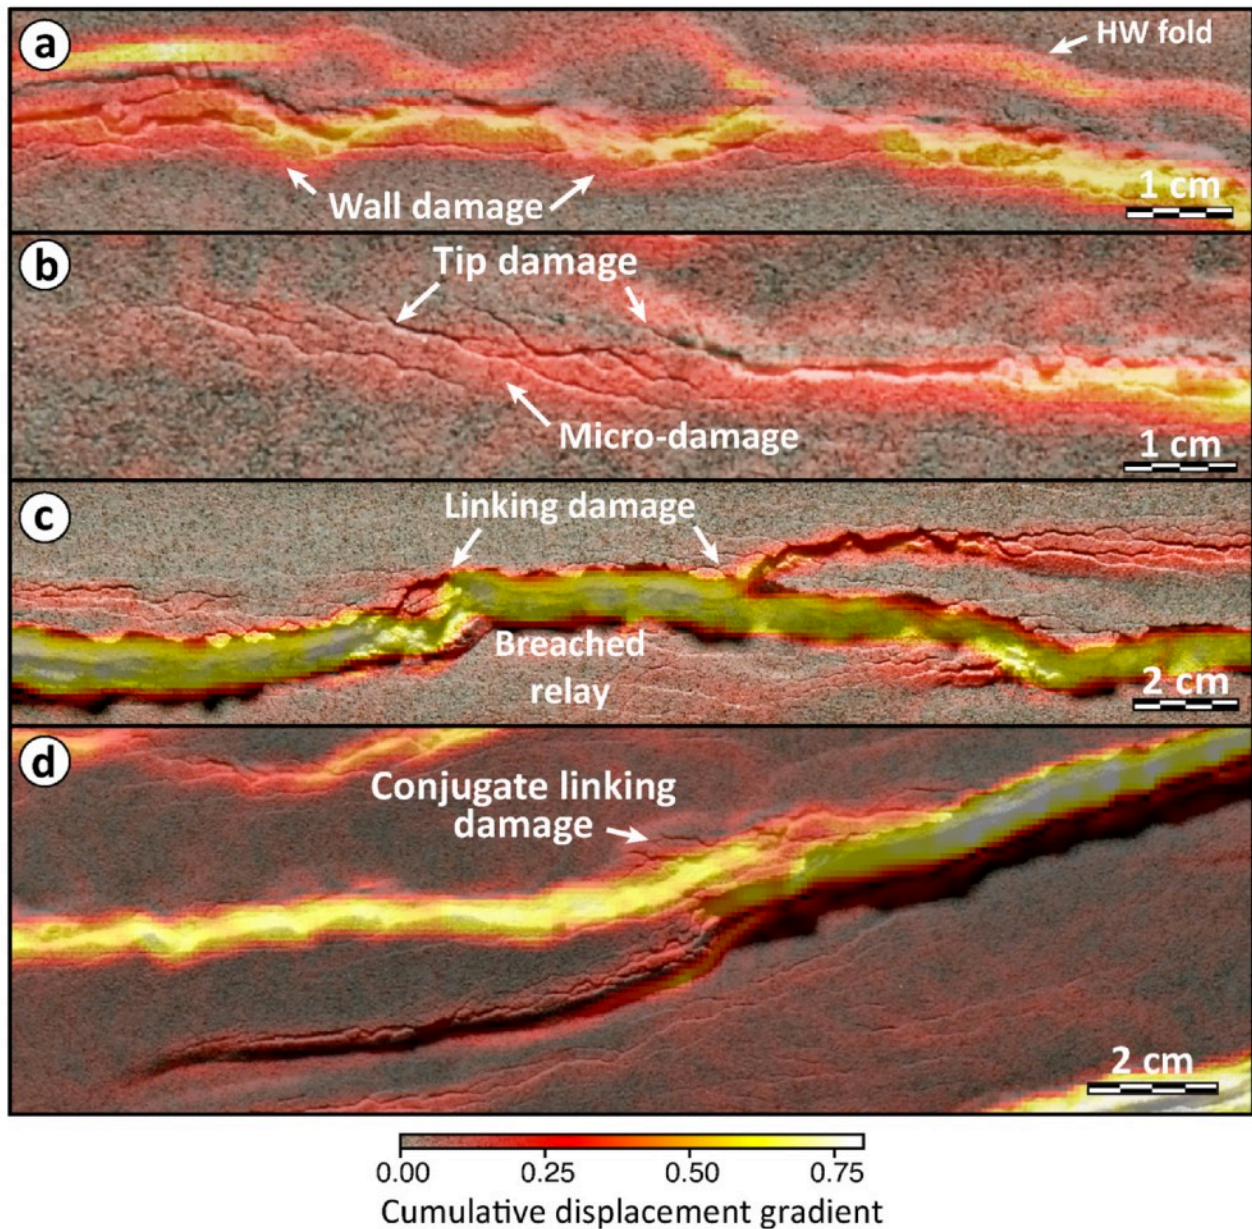 a
HW fold
Wall damage
1 cm
b
Tip damage
Micro-damage
1 cm
c
Linking damage
Breached
relay
2 cm
d
Conjugate linking
damage
2 cm
0.00 0.25 0.50 0.75
Cumulative displacement gradient